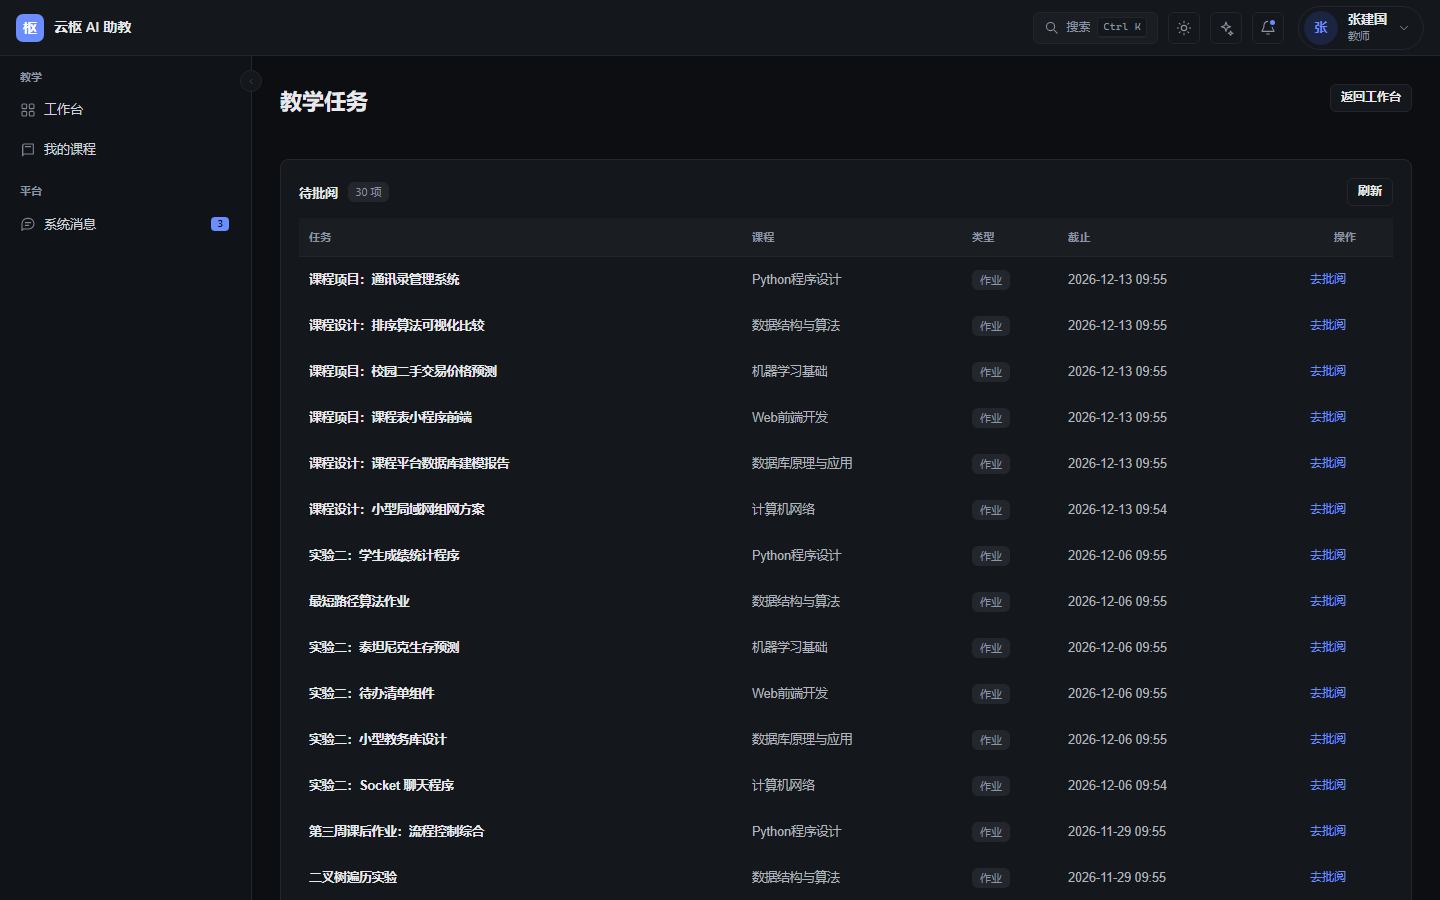 枢 云枢 AI 助教
搜索 Ctrl K
张 张建国
教师
教学
工作台
我的课程
平台
系统消息 3
教学任务
返回工作台
待批阅 30 项
刷新
任务 课程 类型 截止 操作
课程项目：通讯录管理系统 Python程序设计 作业 2026-12-13 09:55 去批阅
课程设计：排序算法可视化比较 数据结构与算法 作业 2026-12-13 09:55 去批阅
课程项目：校园二手交易价格预测 机器学习基础 作业 2026-12-13 09:55 去批阅
课程项目：课程表小程序前端 Web前端开发 作业 2026-12-13 09:55 去批阅
课程设计：课程平台数据库建模报告 数据库原理与应用 作业 2026-12-13 09:55 去批阅
课程设计：小型局域网组网方案 计算机网络 作业 2026-12-13 09:54 去批阅
实验二：学生成绩统计程序 Python程序设计 作业 2026-12-06 09:55 去批阅
最短路径算法作业 数据结构与算法 作业 2026-12-06 09:55 去批阅
实验二：泰坦尼克生存预测 机器学习基础 作业 2026-12-06 09:55 去批阅
实验二：待办清单组件 Web前端开发 作业 2026-12-06 09:55 去批阅
实验二：小型教务库设计 数据库原理与应用 作业 2026-12-06 09:55 去批阅
实验二：Socket 聊天程序 计算机网络 作业 2026-12-06 09:54 去批阅
第三周课后作业：流程控制综合 Python程序设计 作业 2026-11-29 09:55 去批阅
二叉树遍历实验 数据结构与算法 作业 2026-11-29 09:55 去批阅